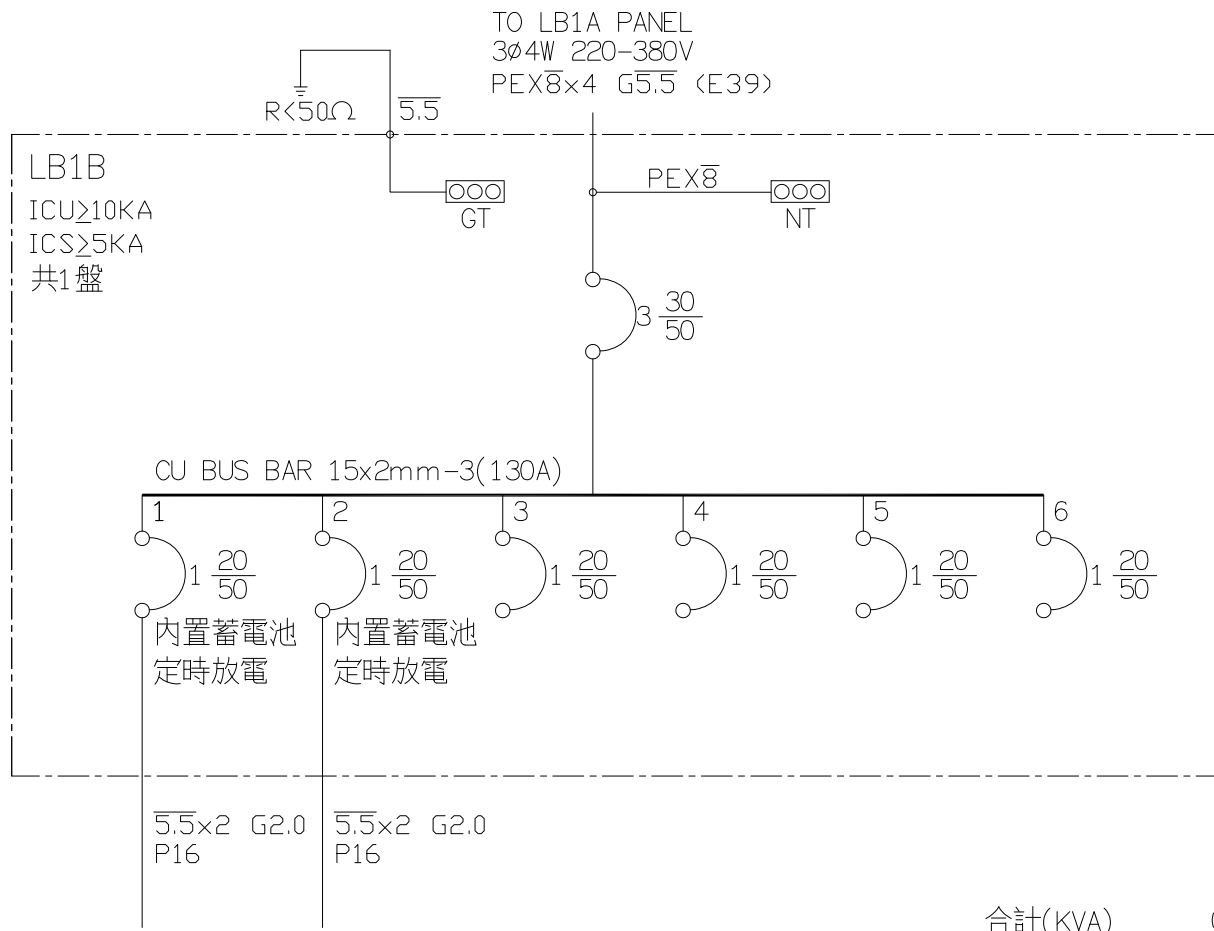 TO LB1A PANEL
3ø4W 220-380V
PEX8̅x4 G5̅.̅5̅ (E39)
R<50Ω
5̅.̅5̅
LB1B
ICU≥10KA
ICS≥5KA
共1盤
GT
PEX8̅
NT
3 30/50
CU BUS BAR 15x2mm-3(130A)
1
2
3
4
5
6
1 20/50
1 20/50
1 20/50
1 20/50
1 20/50
1 20/50
內置蓄電池
定時放電
內置蓄電池
定時放電
5̅.̅5̅x2 G2.0
P16
5̅.̅5̅x2 G2.0
P16
合計(KVA)